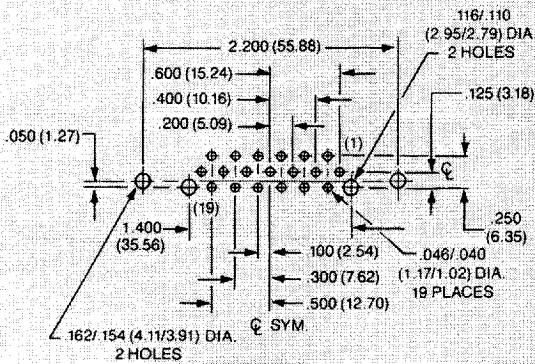 .116/.110
(2.95/2.79) DIA.
2 HOLES
2.200 (55.88)
.600 (15.24)
.125 (3.18)
.400 (10.16)
.050 (1.27)
.200 (5.09)
(1)
℄
(19)
1.400
(35.56)
.250
(6.35)
.100 (2.54)
.046/.040
(1.17/1.02) DIA.
19 PLACES
.300 (7.62)
.500 (12.70)
℄ SYM.
.162/.154 (4.11/3.91) DIA.
2 HOLES